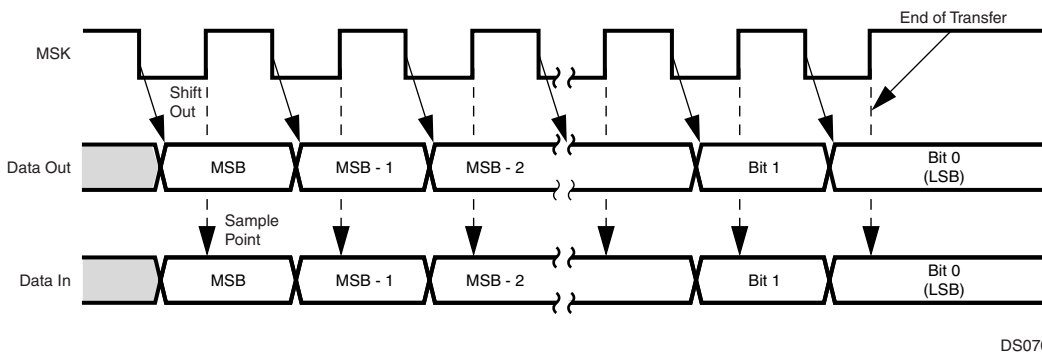 End of Transfer
MSK
Shift
Out
Data Out
MSB
MSB - 1
MSB - 2
Bit 1
Bit 0
(LSB)
Sample
Point
Data In
MSB
MSB - 1
MSB - 2
Bit 1
Bit 0
(LSB)